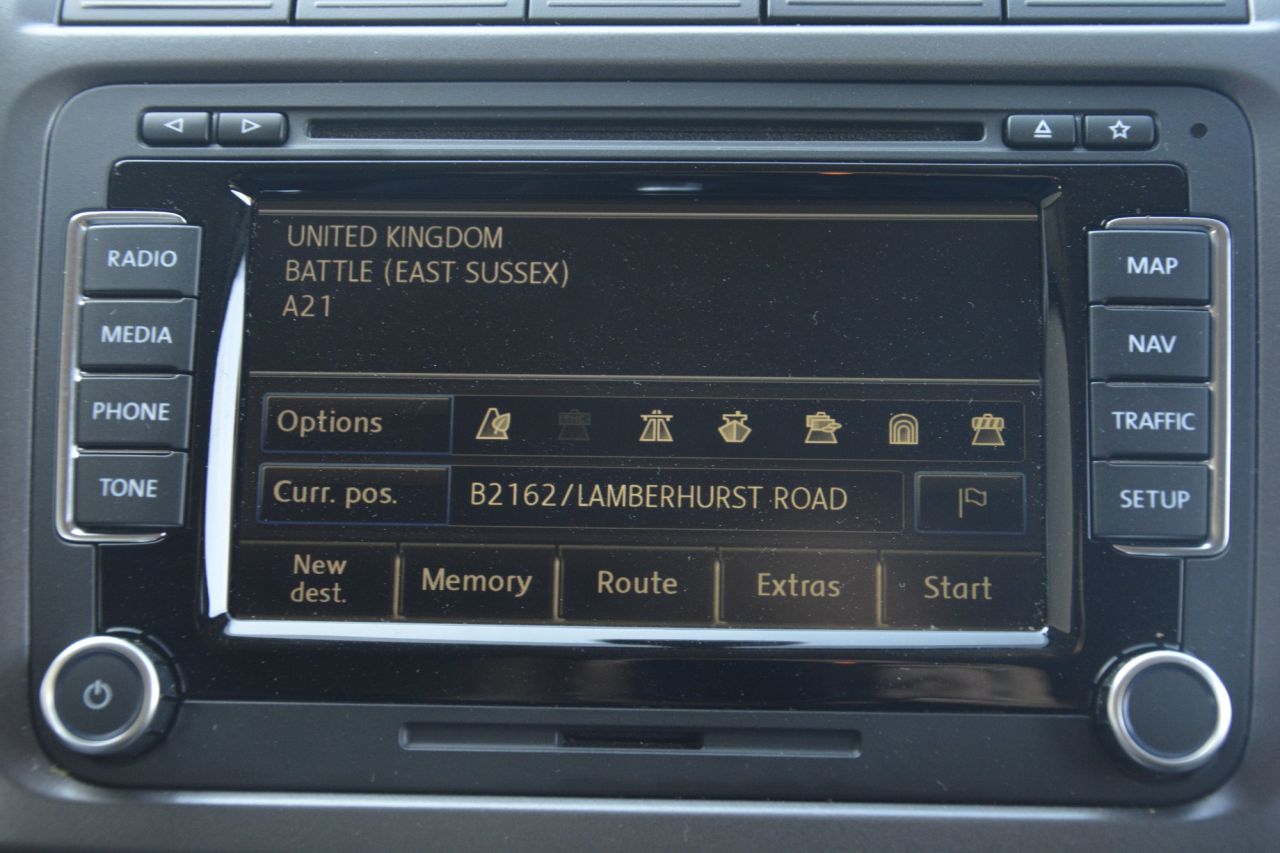 RADIO
MEDIA
PHONE
TONE
UNITED KINGDOM
BATTLE (EAST SUSSEX)
A21
Options
Curr. pos.
B2162/LAMBERHURST ROAD
New
dest.
Memory
Route
Extras
Start
MAP
NAV
TRAFFIC
SETUP